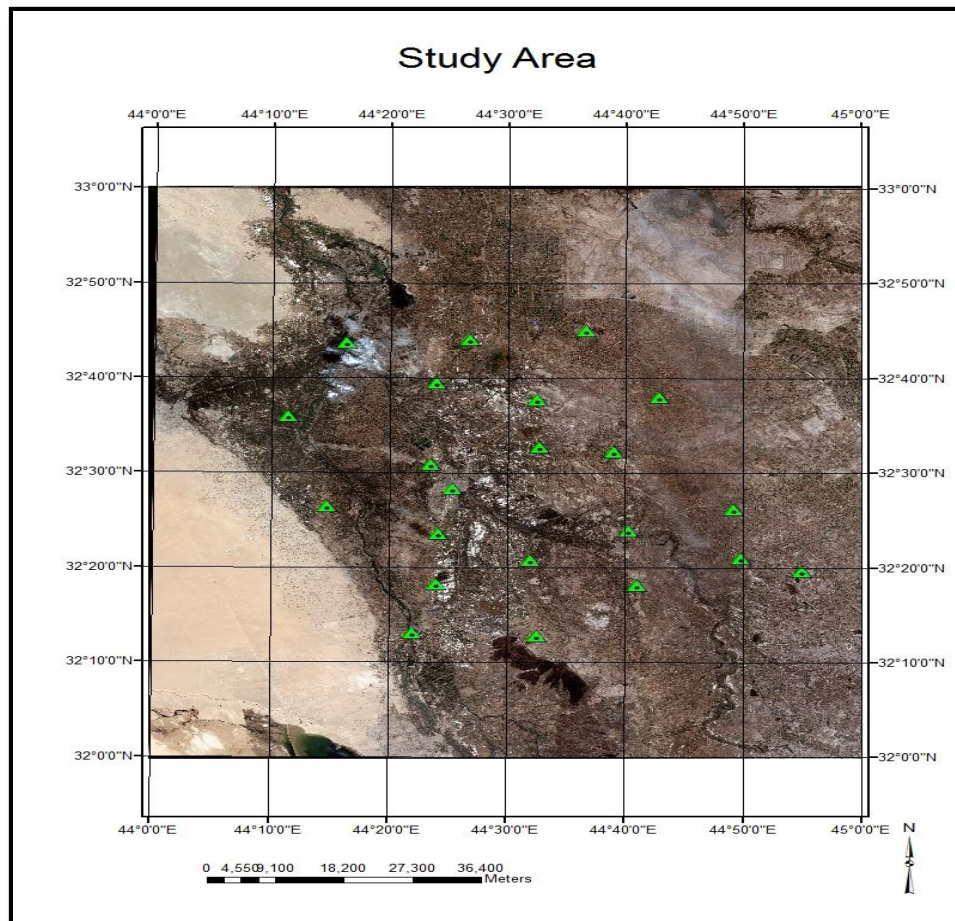 Study Area
44°0'0"E 44°10'0"E 44°20'0"E 44°30'0"E 44°40'0"E 44°50'0"E 45°0'0"E
33°0'0"N 33°0'0"N
32°50'0"N 32°50'0"N
32°40'0"N 32°40'0"N
32°30'0"N 32°30'0"N
32°20'0"N 32°20'0"N
32°10'0"N 32°10'0"N
32°0'0"N 32°0'0"N
44°0'0"E 44°10'0"E 44°20'0"E 44°30'0"E 44°40'0"E 44°50'0"E 45°0'0"E
N
0 4,550 9,100 18,200 27,300 36,400
Meters